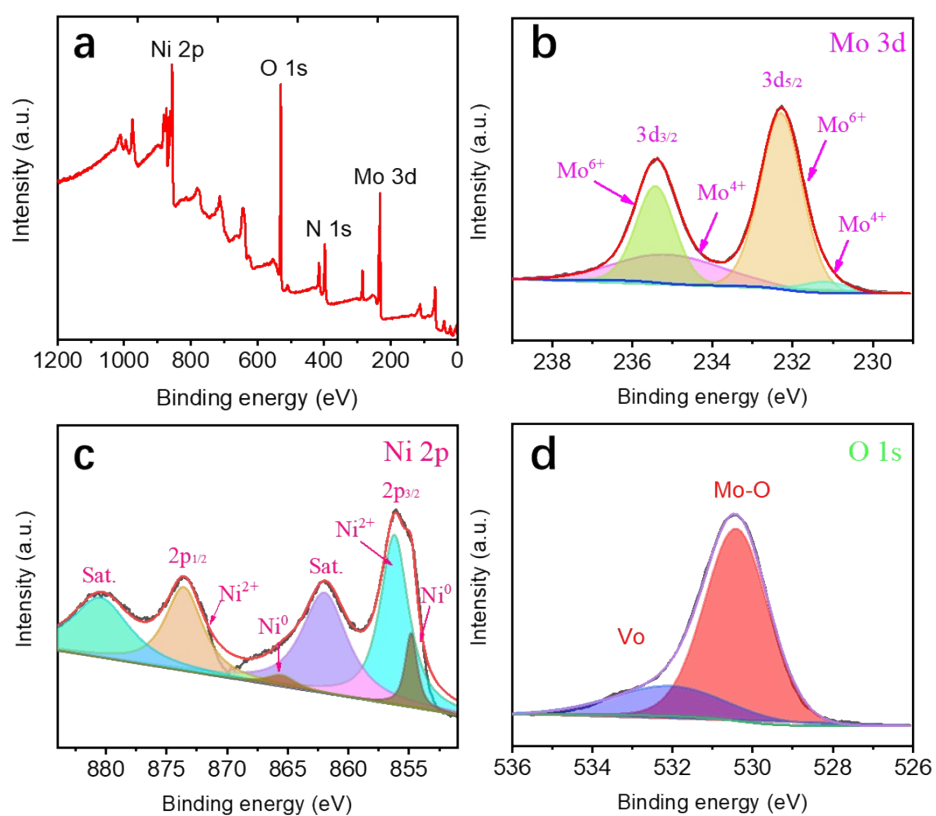 a
Ni 2p
O 1s
Mo 3d
N 1s
Intensity (a.u.)
1200 1000 800 600 400 200 0
Binding energy (eV)
b
Mo 3d
3d5/2
3d3/2
Mo6+
Mo6+
Mo4+
Mo4+
Intensity (a.u.)
238 236 234 232 230
Binding energy (eV)
c
Ni 2p
2p3/2
Ni2+
2p1/2
Sat.
Sat.
Ni2+
Ni0
Ni0
Intensity (a.u.)
880 875 870 865 860 855
Binding energy (eV)
d
O 1s
Mo-O
Vo
Intensity (a.u.)
536 534 532 530 528 526
Binding energy (eV)